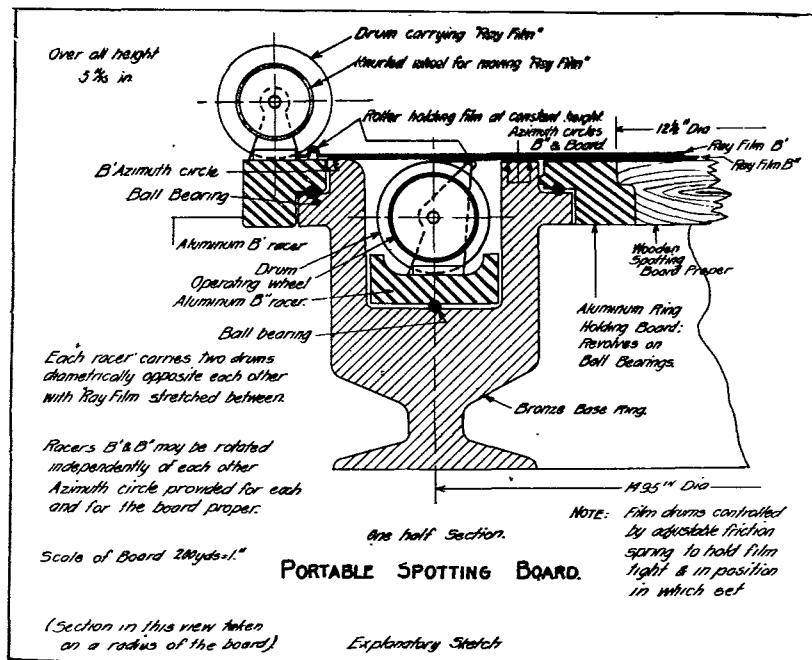 Over all height
in.
Drum carrying "Ray Film"
Knurled wheel for moving "Ray Film"
Roller holding film at constant height.
Azimuth circles
B" & Board
12½" Dia
Ray Film B'
Ray Film B"
B' Azimuth circle
Ball Bearing
Aluminum B' racer
Drum
Operating wheel
Aluminum B" racer.
Ball bearing
Wooden
Spotting
Board Proper
Aluminum Ring
Holding Board:
Revolves on
Ball Bearings.
Bronze Base Ring.
Each racer carries two drums
diametrically opposite each other
with "Ray Film" stretched between.
Racers B' & B" may be rotated
independently of each other
Azimuth circle provided for each
and for the board proper.
Scale of Board 200yds=1."
(Section in this view taken
on a radius of the board)
Dia
One half Section.
PORTABLE SPOTTING BOARD.
Explanatory Sketch
NOTE: Film drums controlled
by adjustable friction
spring to hold film
tight & in position
in which set